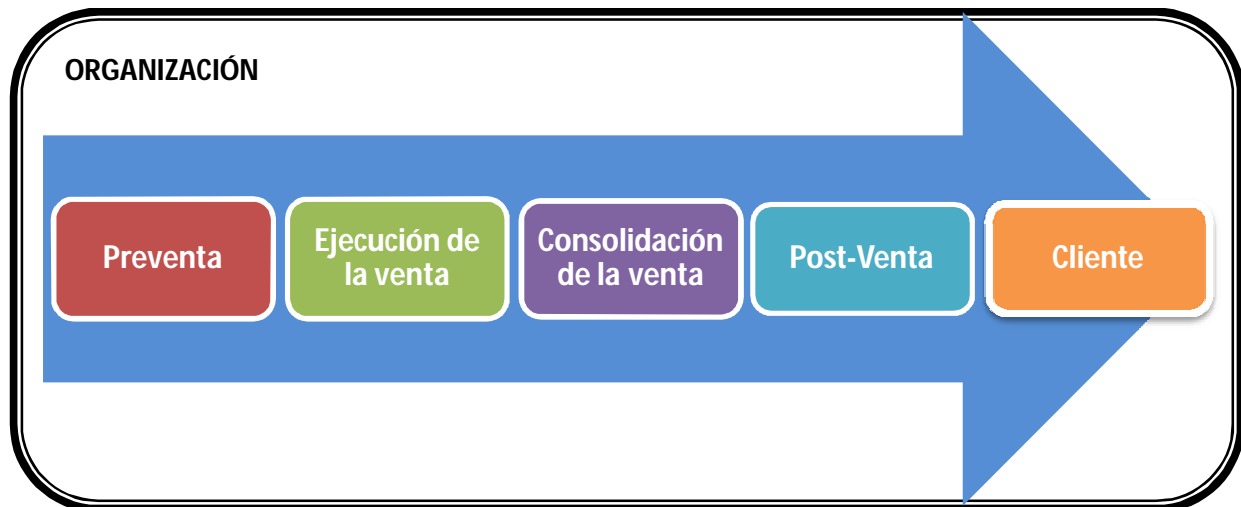 ORGANIZACIÓN
Preventa
Ejecución de
la venta
Consolidación
de la venta
Post-Venta
Cliente